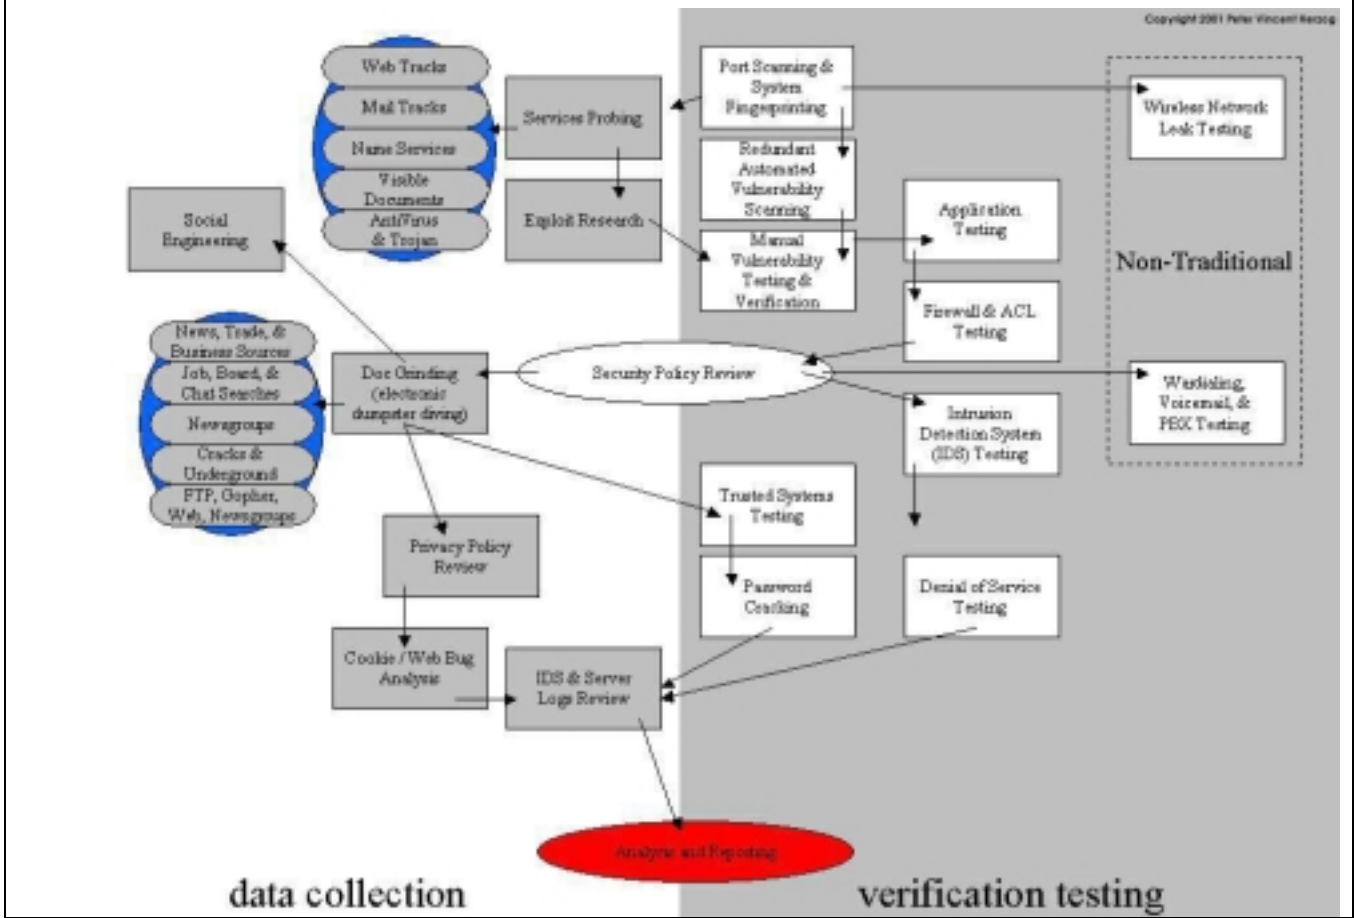 Copyright 2001 Peter Vincent Herzog
Web Tracks
Mail Tracks
Name Services
Visible
Documents
AntiVirus
& Trojan
Services Probing
Exploit Research
Port Scanning &
System
Fingerprinting
Redundant
Automated
Vulnerability
Scanning
Manual
Vulnerability
Testing &
Verification
Wireless Network
Leak Testing
Application
Testing
Non-Traditional
Firewall & ACL
Testing
Social
Engineering
News, Trade, &
Business Sources
Job, Board, &
Chat Searches
Newsgroups
Cracks &
Underground
FTP, Gopher,
Web, Newsgroups
Doc Grinding
(electronic
dumpster diving)
Security Policy Review
Intrusion
Detection System
(IDS) Testing
Wardialing,
Voicemail, &
PBX Testing
Trusted Systems
Testing
Privacy Policy
Review
Password
Cracking
Denial of Service
Testing
Cookie / Web Bug
Analysis
IDS & Server
Logs Review
Analysis and Reporting
data collection
verification testing